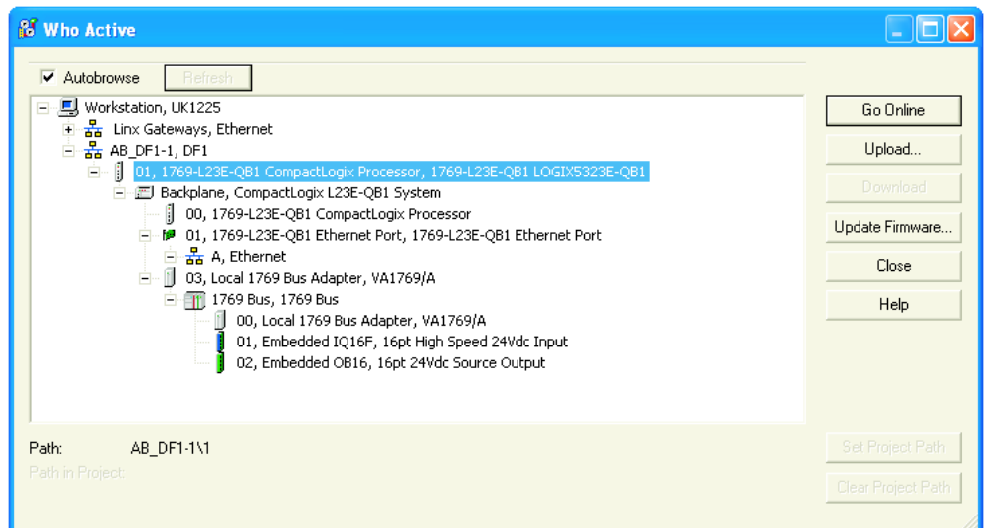 Who Active
Autobrowse
Refresh
Workstation, UK1225
Linx Gateways, Ethernet
AB_DF1-1, DF1
01, 1769-L23E-QB1 CompactLogix Processor, 1769-L23E-QB1 LOGIX5323E-QB1
Backplane, CompactLogix L23E-QB1 System
00, 1769-L23E-QB1 CompactLogix Processor
01, 1769-L23E-QB1 Ethernet Port, 1769-L23E-QB1 Ethernet Port
A, Ethernet
03, Local 1769 Bus Adapter, VA1769/A
1769 Bus, 1769 Bus
00, Local 1769 Bus Adapter, VA1769/A
01, Embedded IQ16F, 16pt High Speed 24Vdc Input
02, Embedded OB16, 16pt 24Vdc Source Output
Go Online
Upload...
Download
Update Firmware...
Close
Help
Path: AB_DF1-1\1
Path in Project:
Set Project Path
Clear Project Path